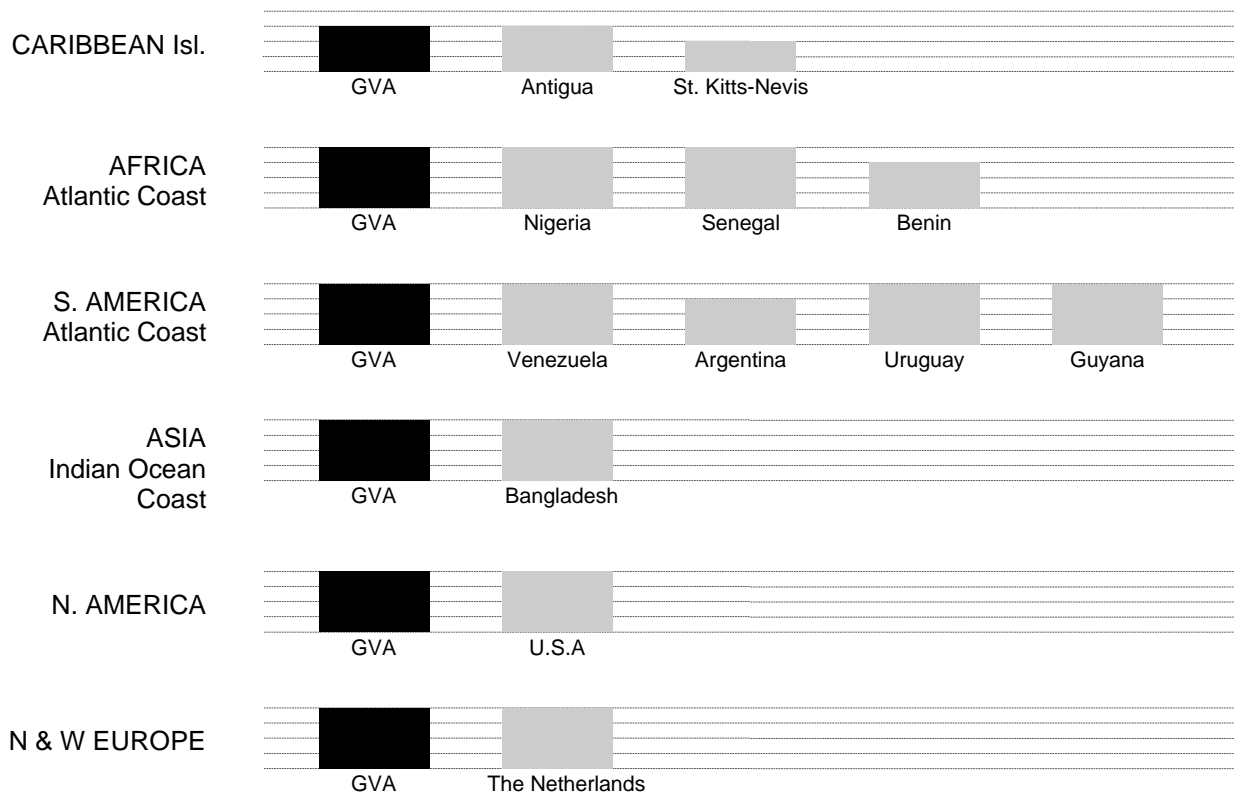 CARIBBEAN Isl.
GVA
Antigua
St. Kitts-Nevis
AFRICA
Atlantic Coast
GVA
Nigeria
Senegal
Benin
S. AMERICA
Atlantic Coast
GVA
Venezuela
Argentina
Uruguay
Guyana
ASIA
Indian Ocean
Coast
GVA
Bangladesh
N. AMERICA
GVA
U.S.A
N & W EUROPE
GVA
The Netherlands